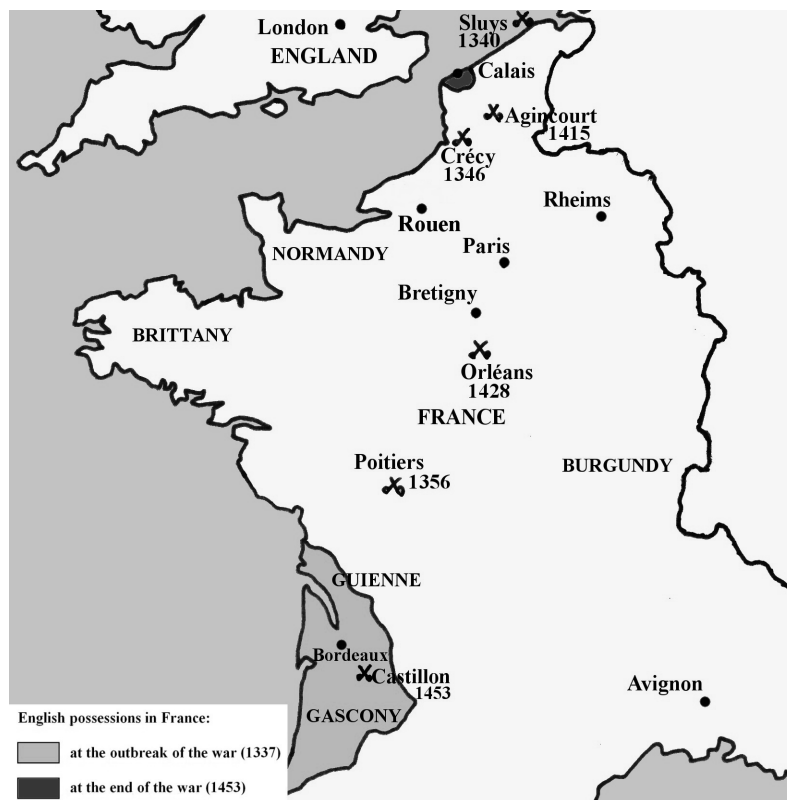 London
ENGLAND
Sluys
1340
Calais
Agincourt
1415
Crécy
1346
Rouen
Rheims
NORMANDY
Paris
Bretigny
BRITTANY
Orléans
1428
FRANCE
Poitiers
1356
BURGUNDY
GUIENNE
Bordeaux
Castillon
1453
Avignon
GASCONY
English possessions in France:
at the outbreak of the war (1337)
at the end of the war (1453)